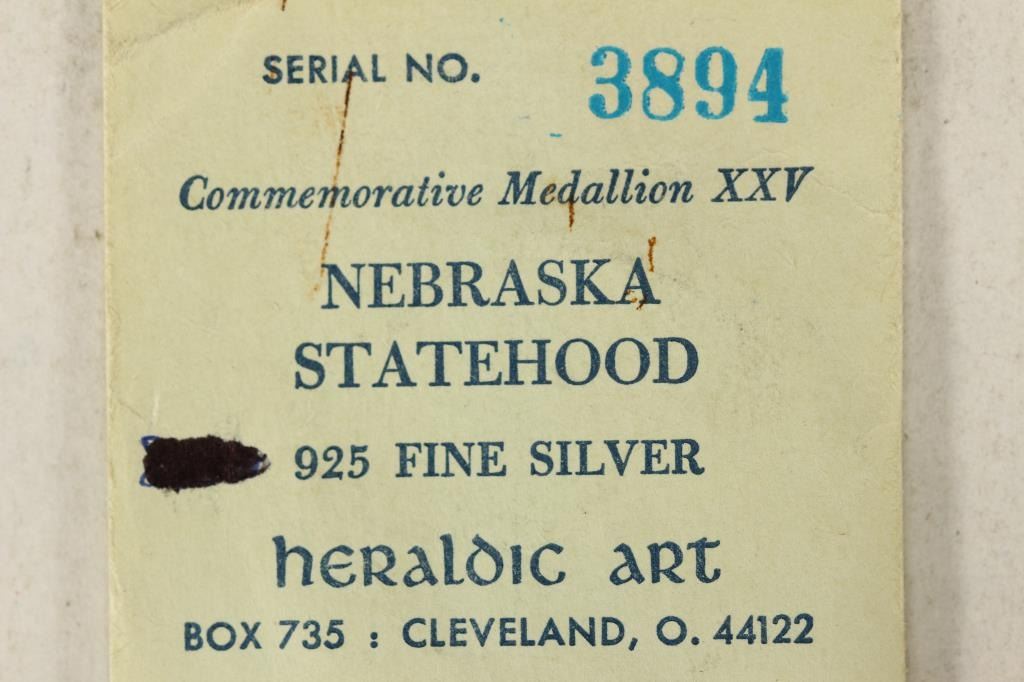 SERIAL NO. 3894
Commemorative Medallion XXV
NEBRASKA
STATEHOOD
925 FINE SILVER
heraldic art
BOX 735 : CLEVELAND, O. 44122